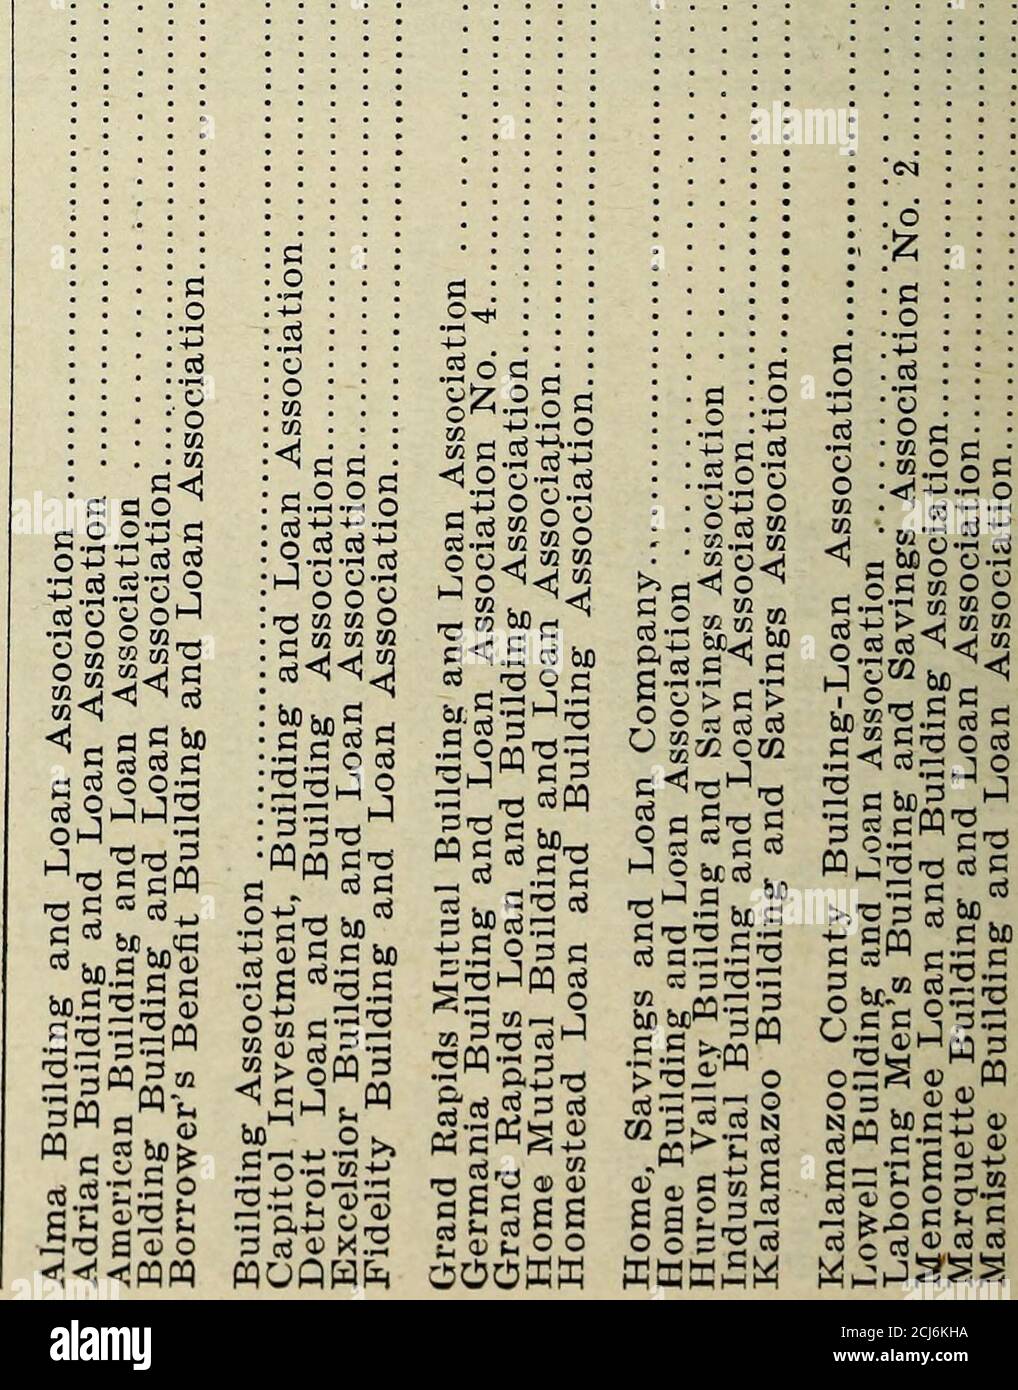 Alma Building and Loan Association
Adrian Building and Loan Association
American Building and Loan Association
Belding Building and Loan Association
Borrower's Benefit Building and Loan Association
Building Association
Capitol Investment, Building and Loan Association
Detroit Loan and Building Association
Excelsior Building and Loan Association
Fidelity Building and Loan Association
Grand Rapids Mutual Building and Loan Association
Germania Building and Loan Association No. 4
Grand Rapids Loan and Building Association
Home Mutual Building and Loan Association
Homestead Loan and Building Association
Home, Savings and Loan Company
Home Building and Loan Association
Huron Valley Building and Savings Association
Industrial Building and Loan Association
Kalamazoo Building and Savings Association
Kalamazoo County Building-Loan Association
Lowell Building and Loan Association
Laboring Men's Building and Savings Association No. 2
Menominee Loan and Building Association
Marquette Building and Loan Association
Manistee Building and Loan Association
alamy
Image ID: 2CJ6KHA
www.alamy.com